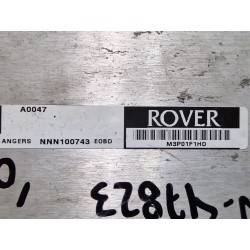 A0047
ROVER
ANGERS NNN100743 EOBD
M3P01F1HD